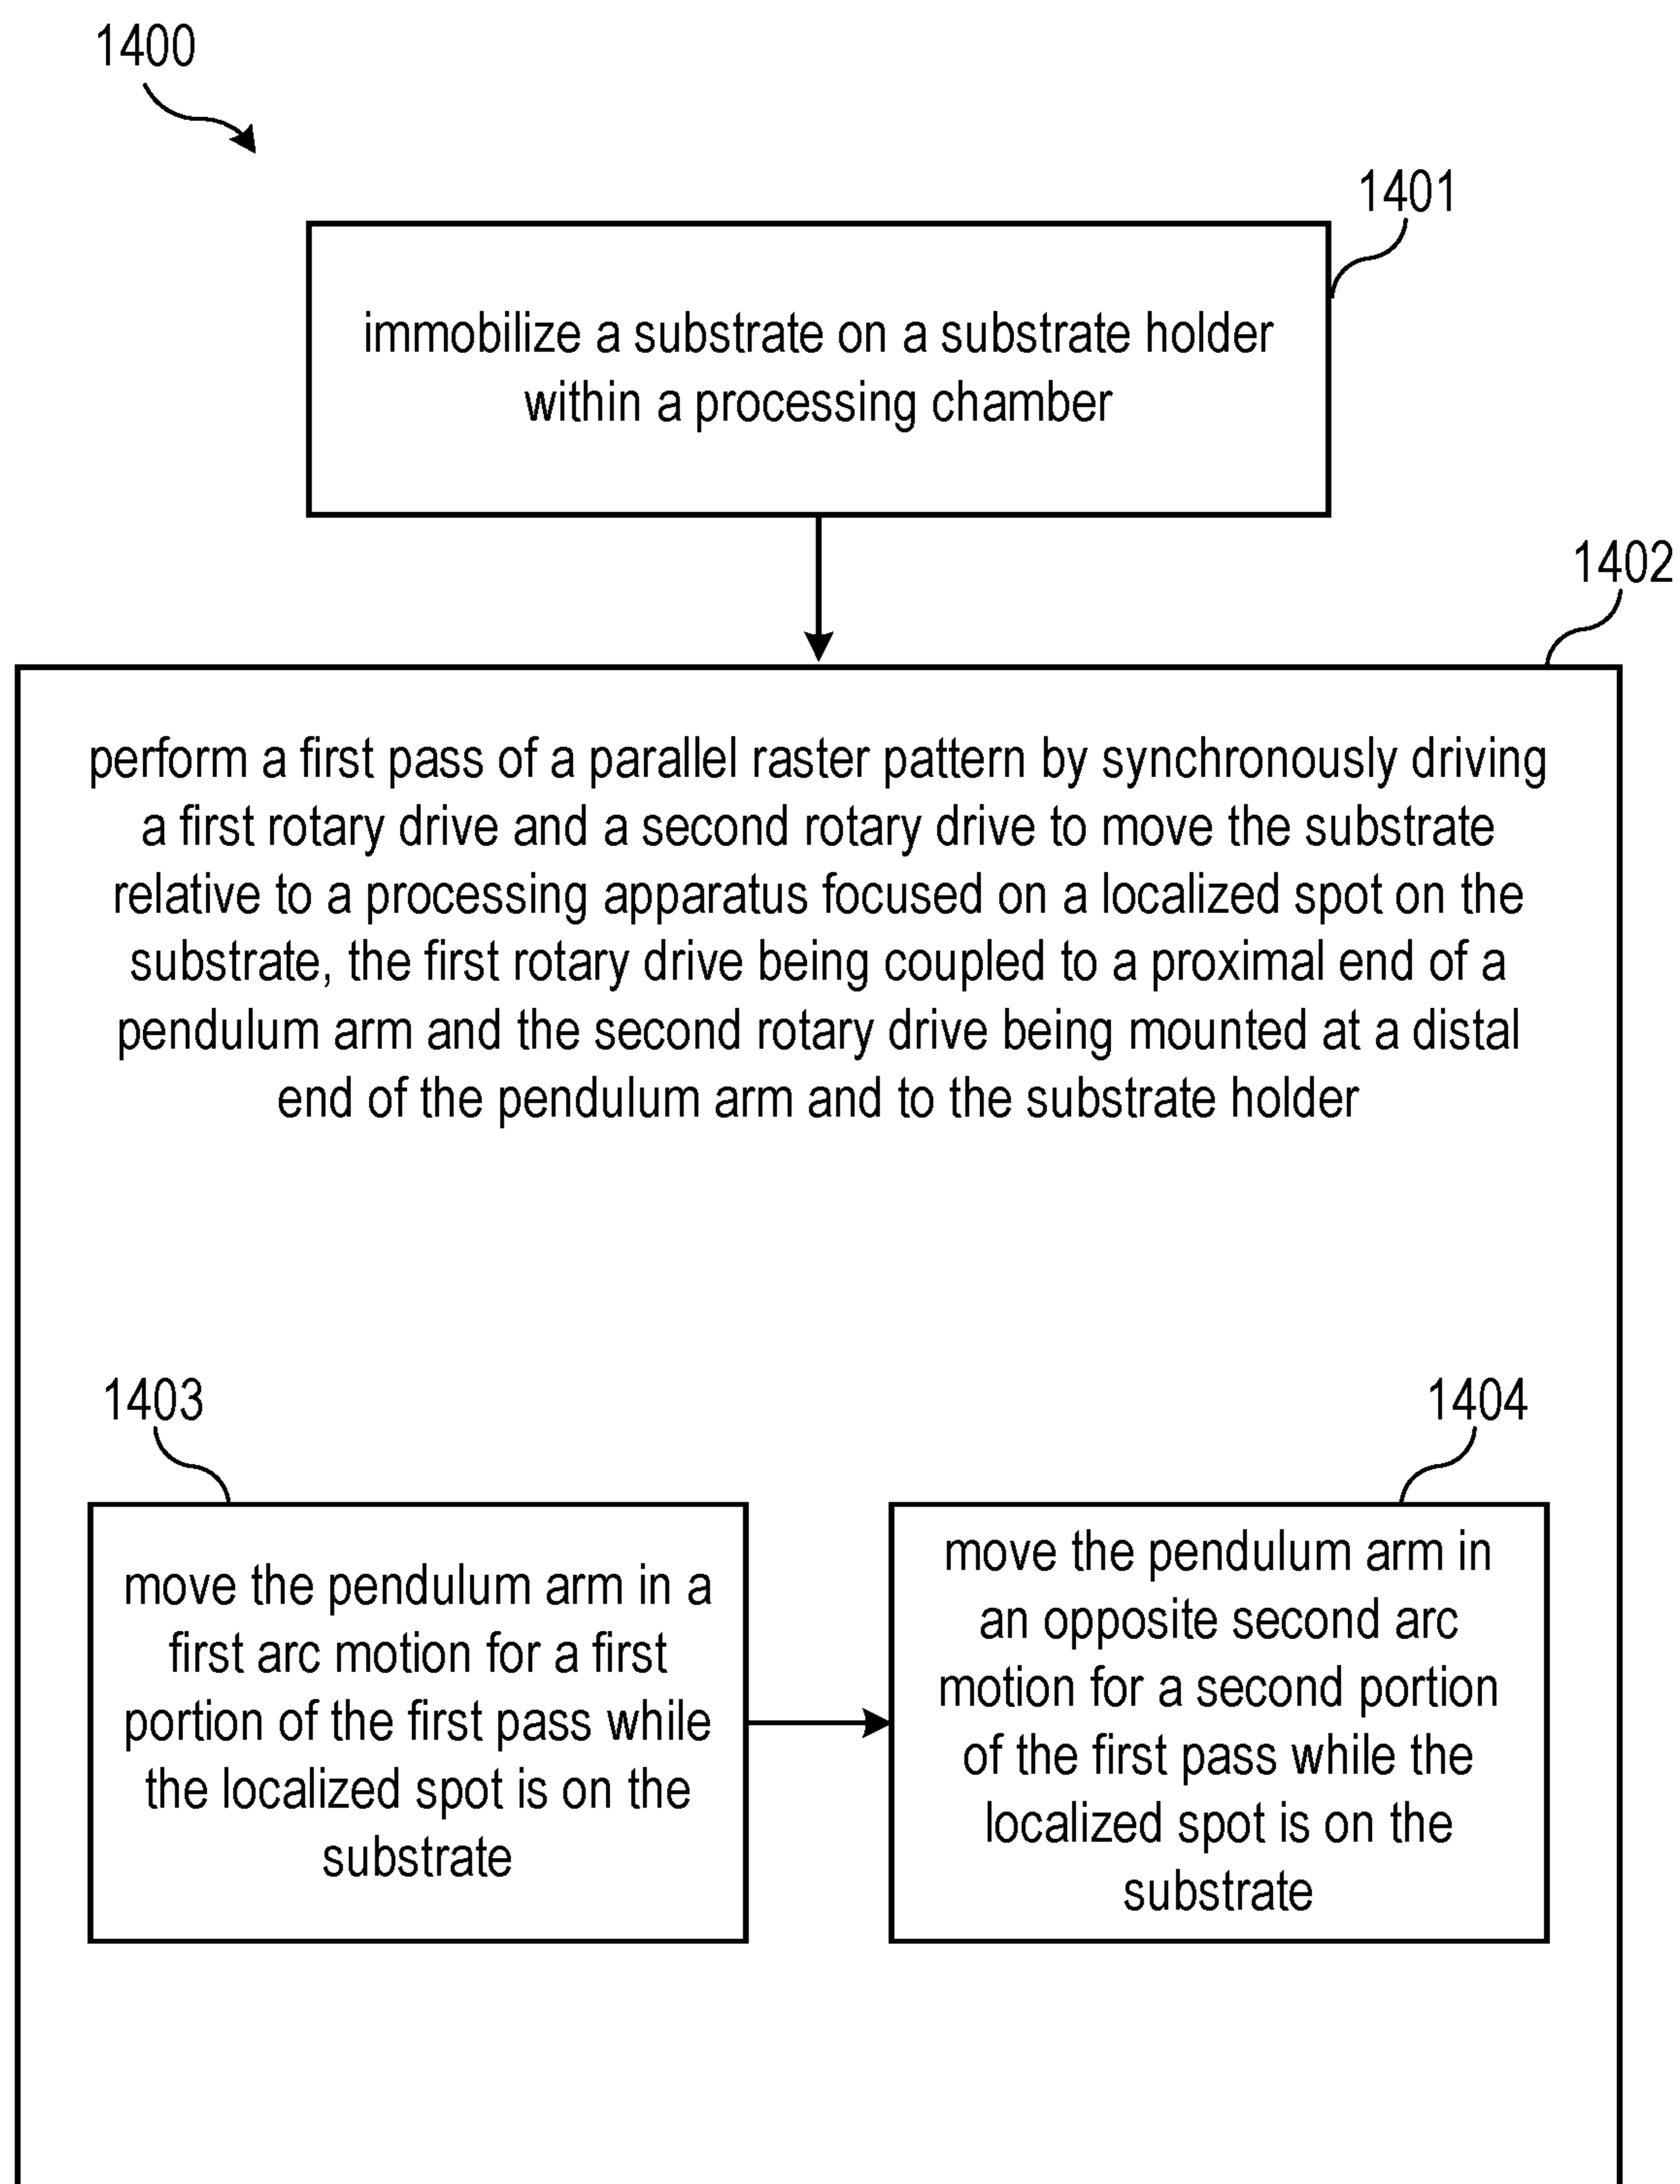 1400
1401
immobilize a substrate on a substrate holder
within a processing chamber
1402
perform a first pass of a parallel raster pattern by synchronously driving
a first rotary drive and a second rotary drive to move the substrate
relative to a processing apparatus focused on a localized spot on the
substrate, the first rotary drive being coupled to a proximal end of a
pendulum arm and the second rotary drive being mounted at a distal
end of the pendulum arm and to the substrate holder
1403
move the pendulum arm in a
first arc motion for a first
portion of the first pass while
the localized spot is on the
substrate
1404
move the pendulum arm in
an opposite second arc
motion for a second portion
of the first pass while the
localized spot is on the
substrate